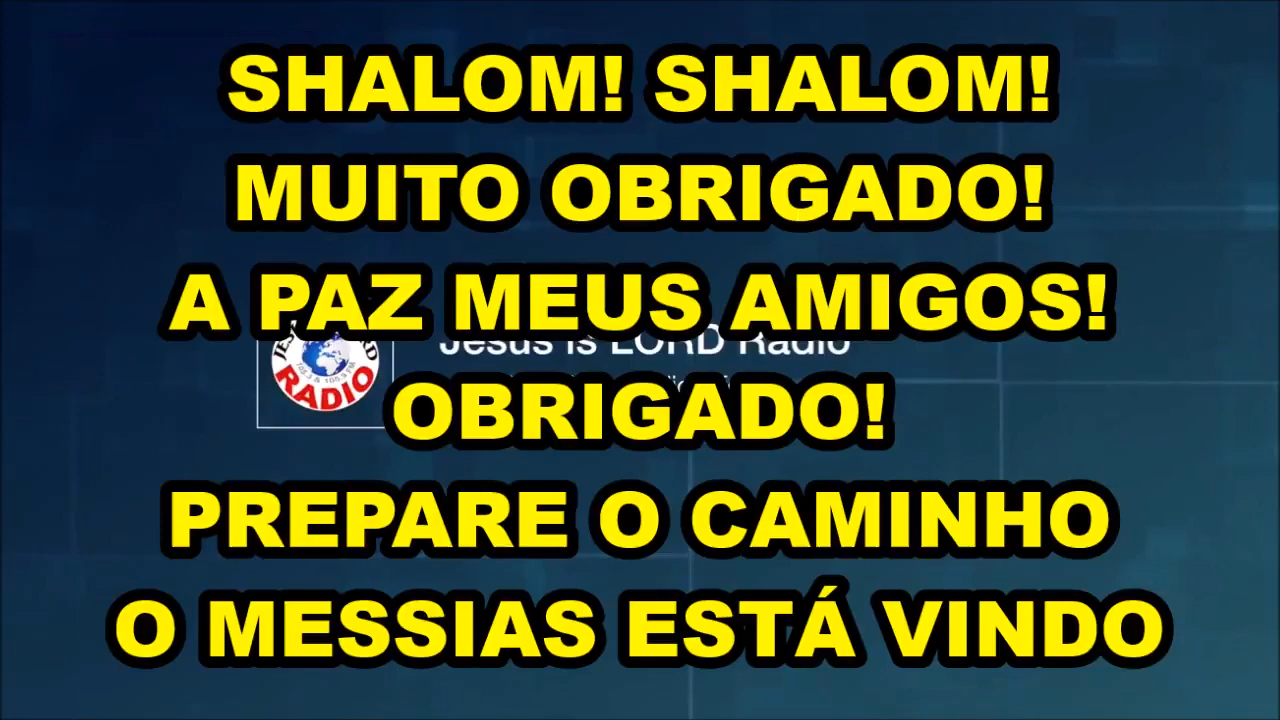 SHALOM! SHALOM!
MUITO OBRIGADO!
A PAZ MEUS AMIGOS!
Jesus is LORD Radio
RADIO
OBRIGADO!
PREPARE O CAMINHO
O MESSIAS ESTÁ VINDO